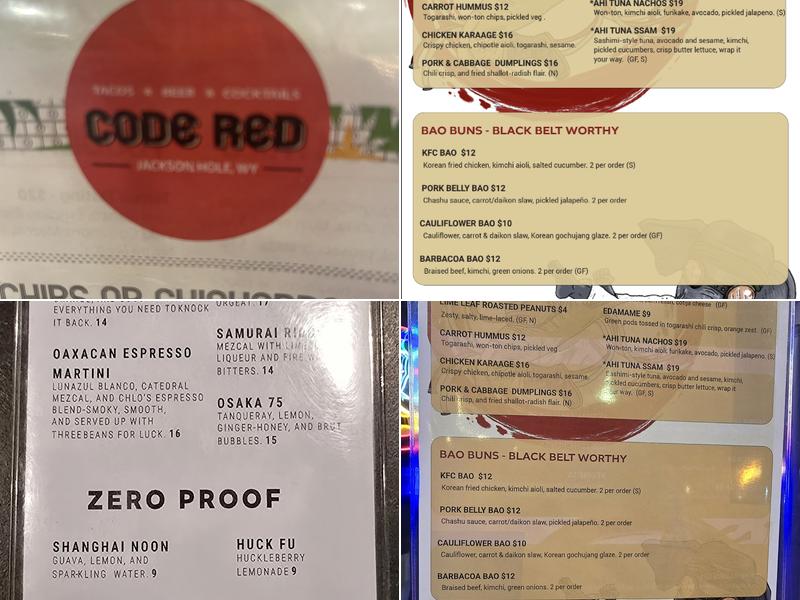 TACOS BEER COCKTAILS
CODE RED
JACKSON HOLE, WY
CHIPS OR
CARROT HUMMUS $12
Togarashi, won-ton chips, pickled veg .
CHICKEN KARAAGE $16
Crispy chicken, chipotle aioli, togarashi, sesame.
PORK & CABBAGE DUMPLINGS $16
Chili crisp, and fried shallot-radish flair. (N)
*AHI TUNA NACHOS $19
Won-ton, kimchi aioli, furikake, avocado, pickled jalapeno. (S)
*AHI TUNA SSAM $19
Sashimi-style tuna, avocado and sesame, kimchi,
pickled cucumbers, crisp butter lettuce, wrap it
your way. (GF, S)
BAO BUNS - BLACK BELT WORTHY
KFC BAO $12
Korean fried chicken, kimchi aioli, salted cucumber. 2 per order (S)
PORK BELLY BAO $12
Chashu sauce, carrot/daikon slaw, pickled jalapeño. 2 per order
CAULIFLOWER BAO $10
Cauliflower, carrot & daikon slaw, Korean gochujang glaze. 2 per order (GF)
BARBACOA BAO $12
Braised beef, kimchi, green onions. 2 per order (GF)
EVERYTHING YOU NEED TO KNOCK
IT BACK. 14
OAXACAN ESPRESSO
MARTINI
LUNAZUL BLANCO, CATEDRAL
MEZCAL, AND CHLO'S ESPRESSO
BLEND-SMOKY, SMOOTH,
AND SERVED UP WITH
THREEBEANS FOR LUCK. 16
URGEAT. 17
SAMURAI
MEZCAL WITH
LIQUEUR AND FIRE
BITTERS. 14
OSAKA 75
TANQUERAY, LEMON,
GINGER-HONEY, AND BRUT
BUBBLES. 15
ZERO PROOF
SHANGHAI NOON
GUAVA, LEMON, AND
SPARKLING WATER. 9
HUCK FU
HUCKLEBERRY
LEMONADE 9
LIME LEAF ROASTED PEANUTS $4
Zesty, salty, lime-laced. (GF, N)
CARROT HUMMUS $12
Togarashi, won-ton chips, pickled veg
CHICKEN KARAAGE $16
Crispy chicken, chipotle aioli, togarashi, sesame.
PORK & CABBAGE DUMPLINGS $16
Chili crisp, and fried shallot-radish flair. (N)
cotija cheese (GF)
EDAMAME $9
Green pods tossed in togarashi chili crisp, orange zest. (GF)
*AHI TUNA NACHOS $19
Won-ton, kimchi aioli, furikake, avocado, pickled jalapeno. (S)
*AHI TUNA SSAM $19
Sashimi-style tuna, avocado and sesame, kimchi,
pickled cucumbers, crisp butter lettuce, wrap it
your way. (GF, S)
BAO BUNS - BLACK BELT WORTHY
KFC BAO $12
Korean fried chicken, kimchi aioli, salted cucumber. 2 per order (S)
PORK BELLY BAO $12
Chashu sauce, carrot/daikon slaw, pickled jalapeño. 2 per order
CAULIFLOWER BAO $10
Cauliflower, carrot & daikon slaw, Korean gochujang glaze. 2 per order
BARBACOA BAO $12
Braised beef, kimchi, green onions. 2 per order (GF)